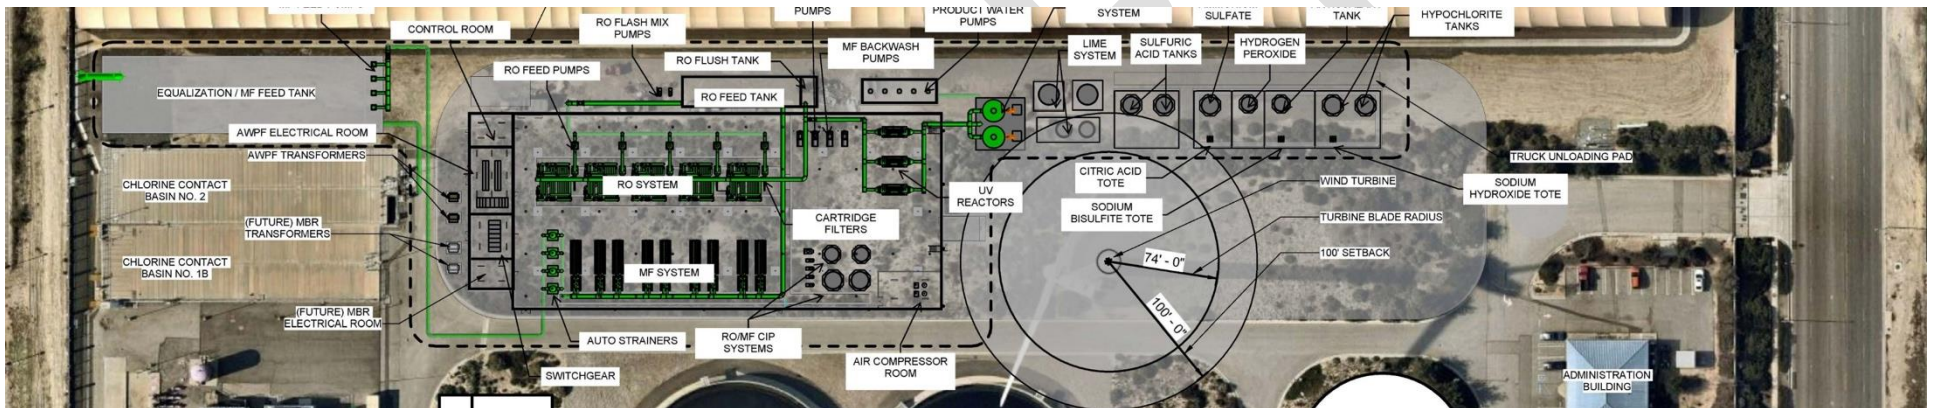 PUMPS
PRODUCT WATER
PUMPS
SYSTEM
SULFATE
TANK
HYPOCHLORITE
TANKS
CONTROL ROOM
RO FLASH MIX
PUMPS
MF BACKWASH
PUMPS
LIME
SYSTEM
SULFURIC
ACID TANKS
HYDROGEN
PEROXIDE
RO FEED PUMPS
RO FLUSH TANK
EQUALIZATION / MF FEED TANK
RO FEED TANK
AWPF ELECTRICAL ROOM
AWPF TRANSFORMERS
TRUCK UNLOADING PAD
CHLORINE CONTACT
BASIN NO. 2
RO SYSTEM
UV
REACTORS
CITRIC ACID
TOTE
WIND TURBINE
SODIUM
HYDROXIDE TOTE
SODIUM
BISULFITE TOTE
TURBINE BLADE RADIUS
(FUTURE) MBR
TRANSFORMERS
CARTRIDGE
FILTERS
100' SETBACK
CHLORINE CONTACT
BASIN NO. 1B
MF SYSTEM
74' - 0"
100' - 0"
(FUTURE) MBR
ELECTRICAL ROOM
AUTO STRAINERS
RO/MF CIP
SYSTEMS
AIR COMPRESSOR
ROOM
SWITCHGEAR
ADMINISTRATION
BUILDING